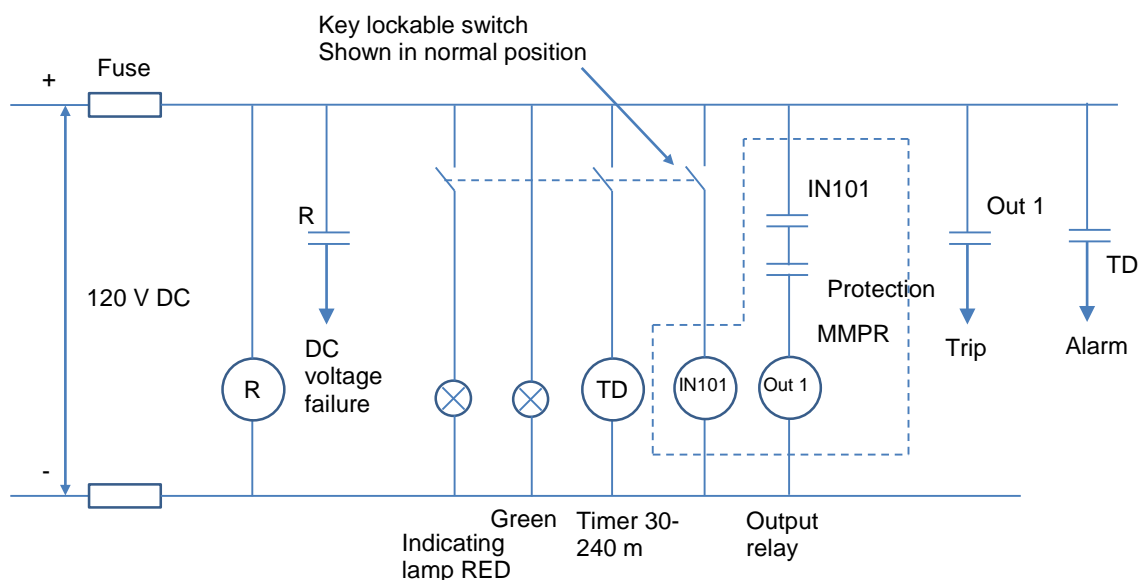 Key lockable switch
Shown in normal position
Fuse
+
R
IN101
Out 1
TD
120 V DC
Protection
MMPR
Trip
Alarm
DC
voltage
failure
R
TD
IN101
Out 1
-
Indicating
lamp RED
Green
Timer 30-
240 m
Output
relay